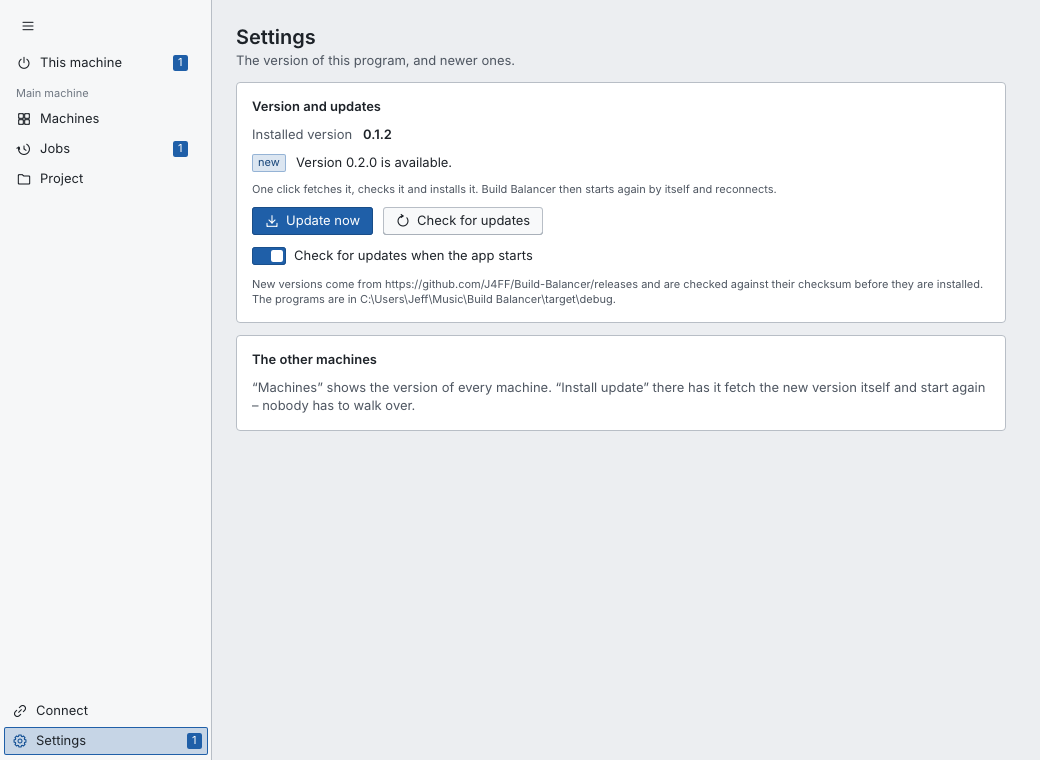 This machine 1
Main machine
Machines
Jobs 1
Project
Connect
Settings 1
Settings
The version of this program, and newer ones.
Version and updates
Installed version 0.1.2
new Version 0.2.0 is available.
One click fetches it, checks it and installs it. Build Balancer then starts again by itself and reconnects.
Update now Check for updates
Check for updates when the app starts
New versions come from https://github.com/J4FF/Build-Balancer/releases and are checked against their checksum before they are installed.
The programs are in C:\Users\Jeff\Music\Build Balancer\target\debug.
The other machines
“Machines” shows the version of every machine. “Install update” there has it fetch the new version itself and start again
– nobody has to walk over.